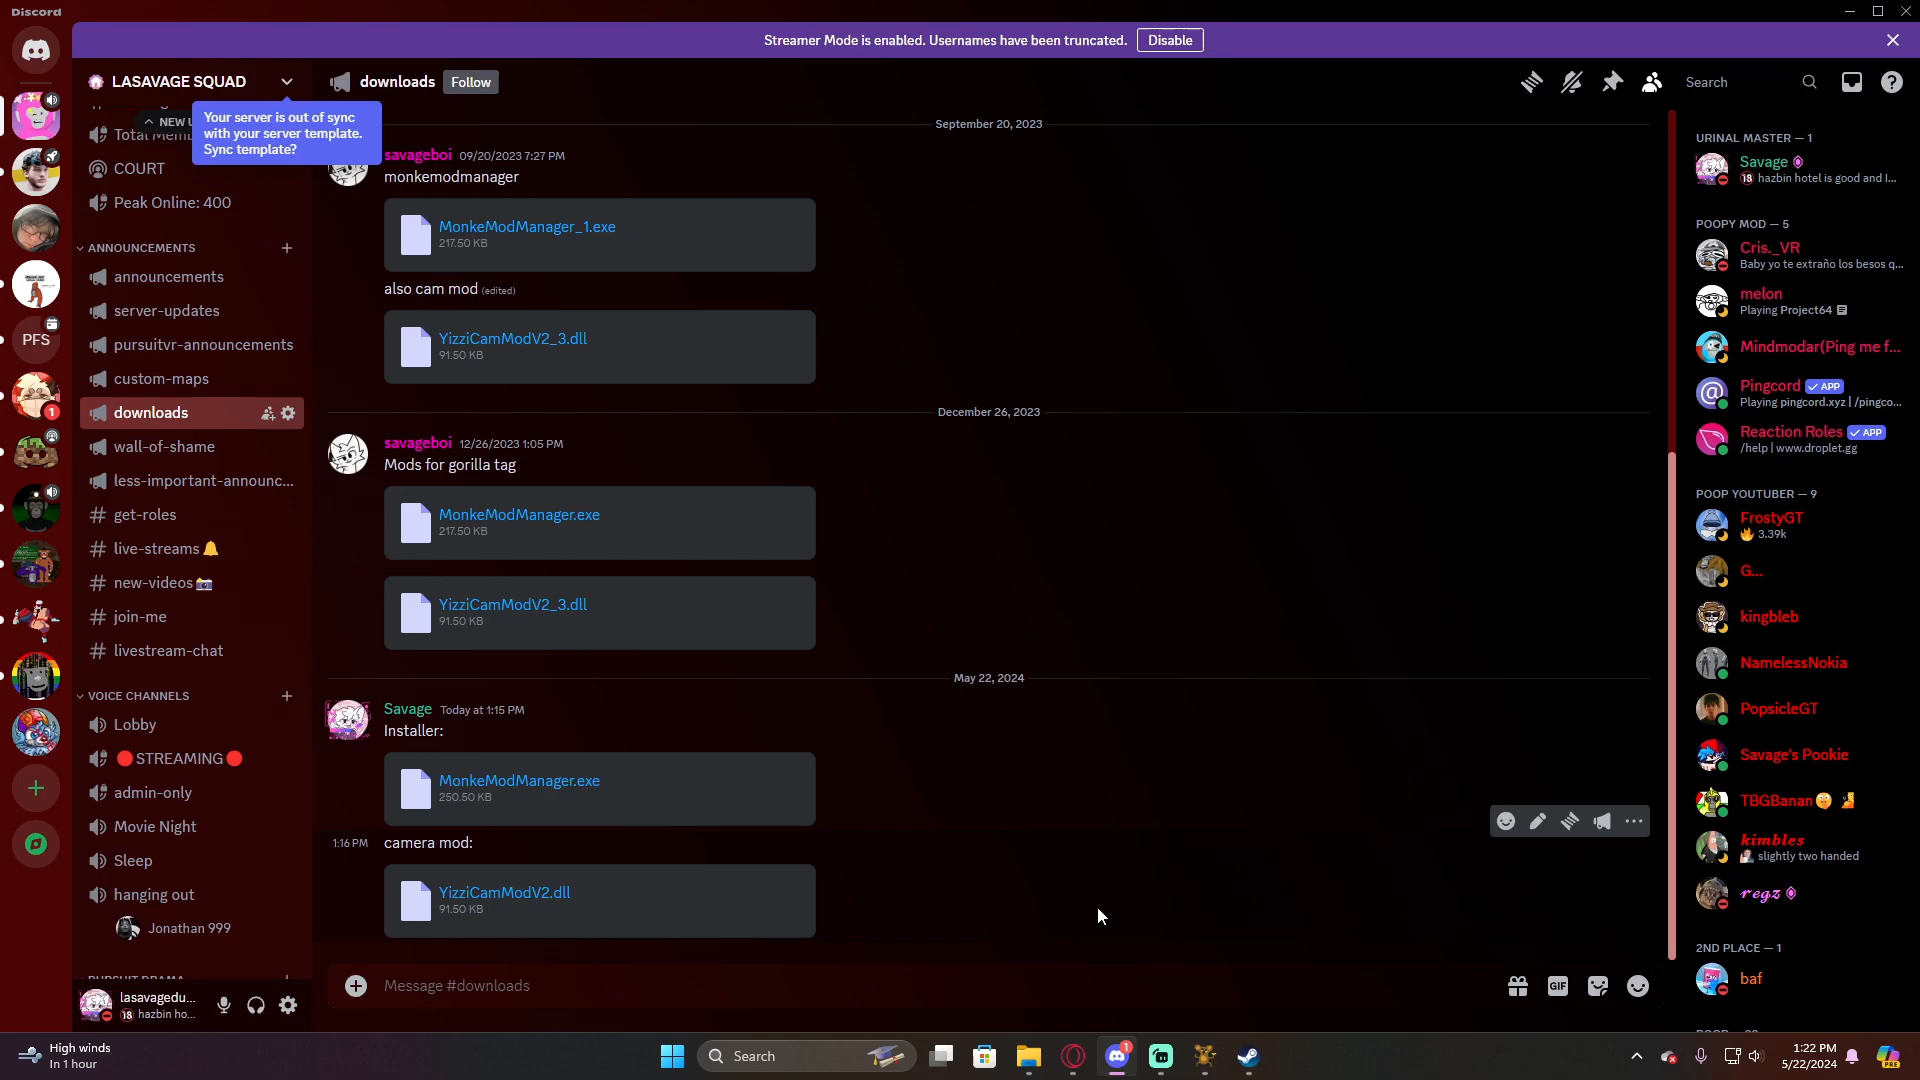 Discord
Streamer Mode is enabled. Usernames have been truncated.
Disable
LASAVAGE SQUAD
downloads
Follow
Search
NEW U
Your server is out of sync
with your server template.
Sync template?
Total Memb
COURT
Peak Online: 400
ANNOUNCEMENTS
announcements
server-updates
pursuitvr-announcements
custom-maps
downloads
wall-of-shame
less-important-announc...
get-roles
live-streams
new-videos
join-me
livestream-chat
VOICE CHANNELS
Lobby
STREAMING
admin-only
Movie Night
Sleep
hanging out
Jonathan 999
PURSUIT DRAMA
lasavagedu...
18 hazbin ho...
PFS
1
September 20, 2023
savageboi 09/20/2023 7:27 PM
monkemodmanager
MonkeModManager_1.exe
217.50 KB
also cam mod (edited)
YizziCamModV2_3.dll
91.50 KB
December 26, 2023
savageboi 12/26/2023 1:05 PM
Mods for gorilla tag
MonkeModManager.exe
217.50 KB
YizziCamModV2_3.dll
91.50 KB
May 22, 2024
Savage Today at 1:15 PM
Installer:
MonkeModManager.exe
250.50 KB
1:16 PM camera mod:
YizziCamModV2.dll
91.50 KB
Message #downloads
GIF
URINAL MASTER — 1
Savage
18 hazbin hotel is good and I...
POOPY MOD — 5
Cris._VR
Baby yo te extraño los besos q...
melon
Playing Project64
Mindmodar(Ping me f...
Pingcord APP
Playing pingcord.xyz | /pingco...
Reaction Roles APP
/help | www.droplet.gg
POOP YOUTUBER — 9
FrostyGT
3.39k
G...
kingbleb
NamelessNokia
PopsicleGT
Savage's Pookie
TBGBanan
kimbles
slightly two handed
regz
2ND PLACE — 1
baf
High winds
In 1 hour
Search
1
1:22 PM
5/22/2024
PRE